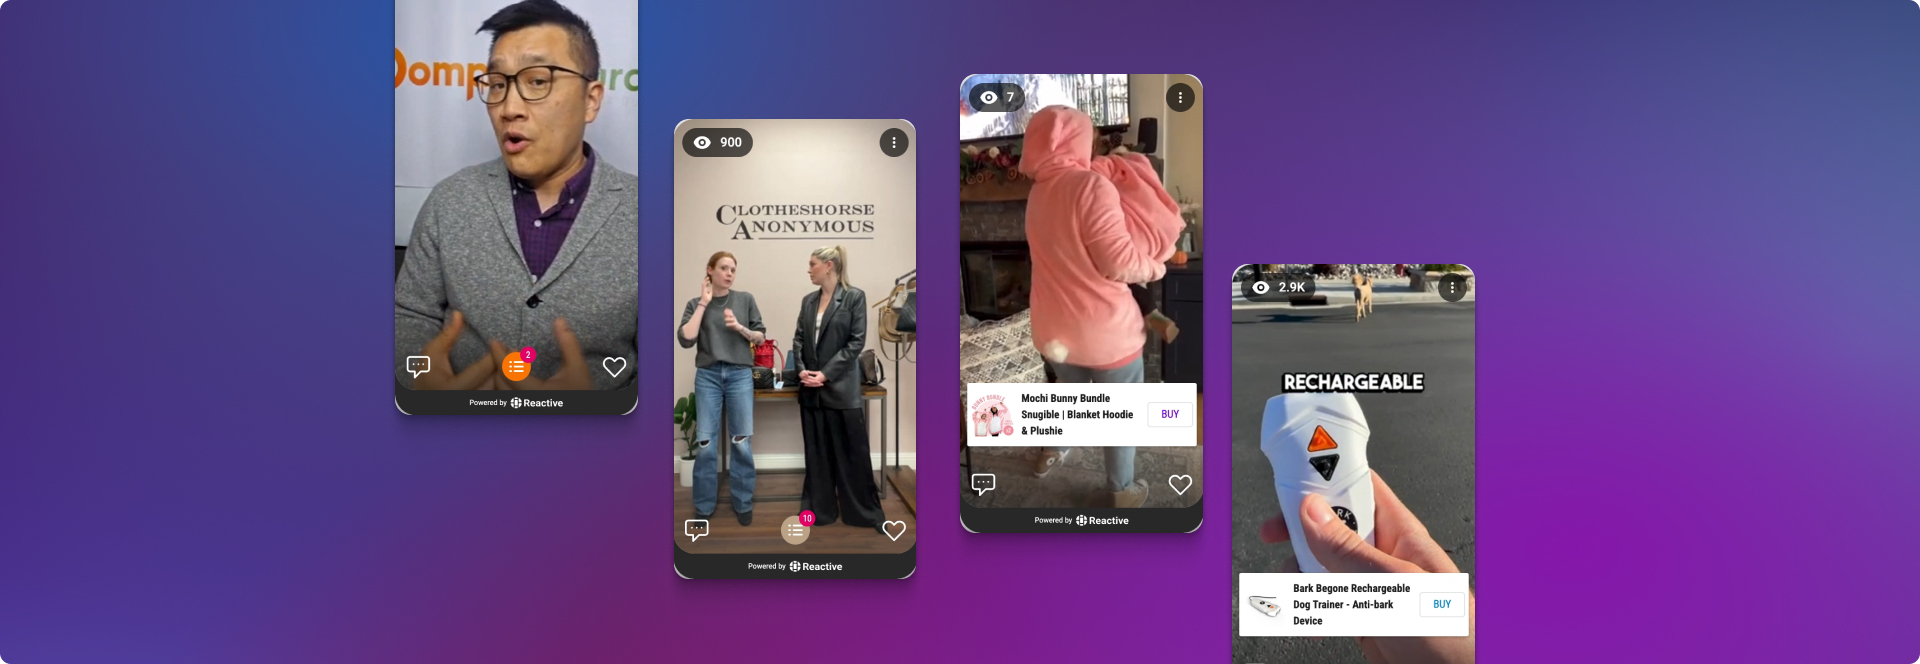 2
Powered by Reactive
900
CLOTHESHORSE
ANONYMOUS
10
Powered by Reactive
7
Mochi Bunny Bundle
Snugible | Blanket Hoodie
& Plushie
BUY
Powered by Reactive
2.9K
RECHARGEABLE
Bark Begone Rechargeable
Dog Trainer - Anti-bark
Device
BUY